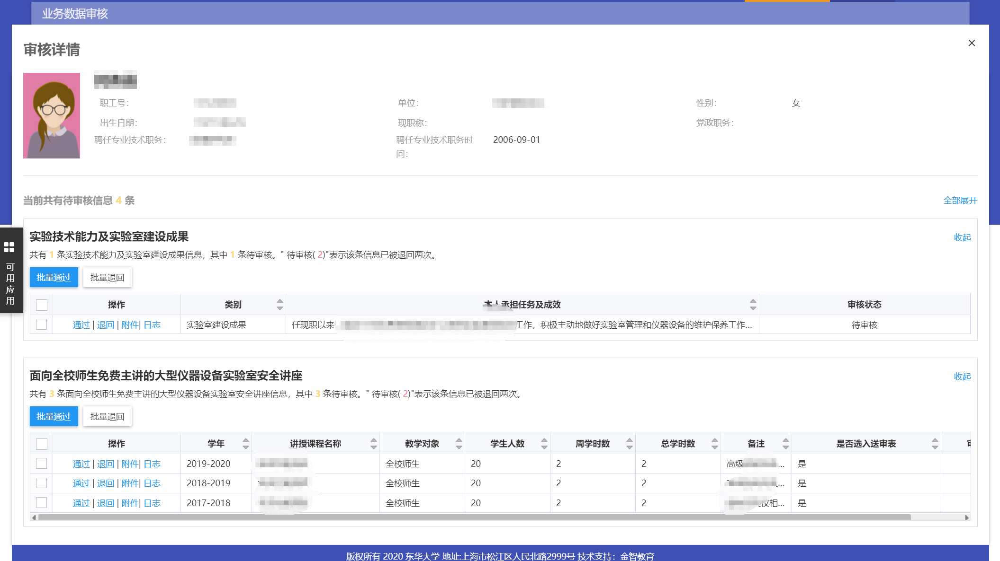 业务数据审核
审核详情
职工号：
单位：
性别： 女
出生日期：
现职称：
党政职务：
聘任专业技术职务：
聘任专业技术职务时间： 2006-09-01
当前共有待审核信息 4 条 全部展开
可用应用
实验技术能力及实验室建设成果 收起
共有 1 条实验技术能力及实验室建设成果信息，其中 1 条待审核。" 待审核( 2)"表示该条信息已被退回两次。
批量通过 批量退回
操作 类别 本人承担任务及成效 审核状态
通过 | 退回 | 附件| 日志 实验室建设成果 任现职以来 工作，积极主动地做好实验室管理和仪器设备的维护保养工作... 待审核
面向全校师生免费主讲的大型仪器设备实验室安全讲座 收起
共有 3 条面向全校师生免费主讲的大型仪器设备实验室安全讲座信息，其中 3 条待审核。" 待审核( 2)"表示该条信息已被退回两次。
批量通过 批量退回
操作 学年 讲授课程名称 教学对象 学生人数 周学时数 总学时数 备注 是否选入送审表
通过 | 退回 | 附件| 日志 2019-2020 全校师生 20 2 2 高级 ... 是
通过 | 退回 | 附件| 日志 2018-2019 全校师生 20 2 2 ... 是
通过 | 退回 | 附件| 日志 2017-2018 全校师生 20 2 2 仪相... 是
版权所有 2020 东华大学 地址:上海市松江区人民北路2999号 技术支持：金智教育